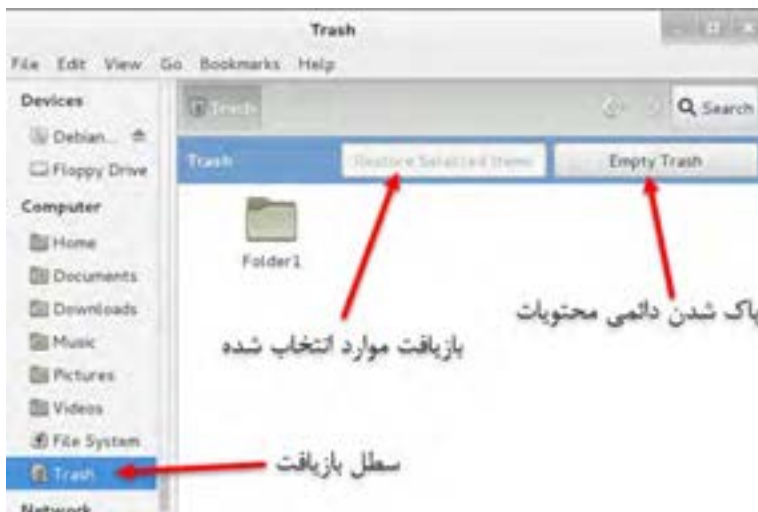 Trash
File Edit View Go Bookmarks Help
Devices
Trash
Search
Debian...
Floppy Drive
Trash
Restore Selected Items
Empty Trash
Computer
Home
Folder1
Documents
Downloads
Music
Pictures
Videos
File System
Trash
Network
پاک شدن دائمی محتویات
بازیافت موارد انتخاب شده
سطل بازیافت